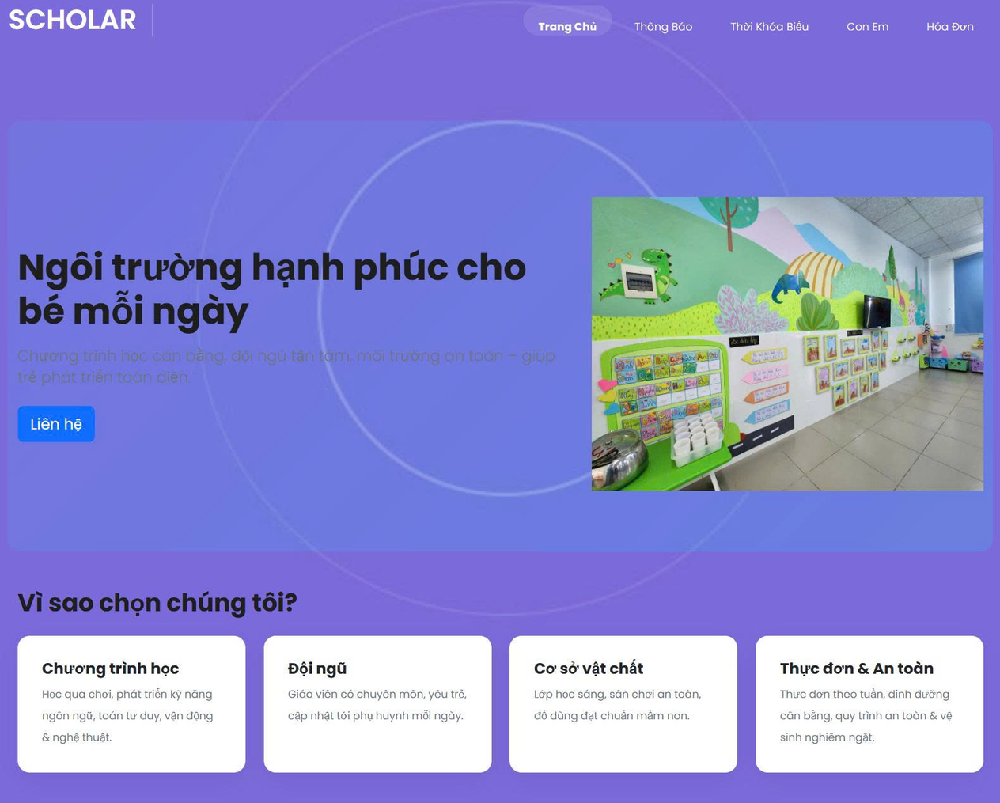 SCHOLAR
Trang Chủ
Thông Báo
Thời Khóa Biểu
Con Em
Hóa Đơn
Ngôi trường hạnh phúc cho
bé mỗi ngày
Chương trình học cân bằng, đội ngũ tận tâm, môi trường an toàn – giúp
trẻ phát triển toàn diện.
Liên hệ
Vì sao chọn chúng tôi?
Chương trình học
Học qua chơi, phát triển kỹ năng
ngôn ngữ, toán tư duy, vận động
& nghệ thuật.
Đội ngũ
Giáo viên có chuyên môn, yêu trẻ,
cập nhật tới phụ huynh mỗi ngày.
Cơ sở vật chất
Lớp học sáng, sân chơi an toàn,
đồ dùng đạt chuẩn mầm non.
Thực đơn & An toàn
Thực đơn theo tuần, dinh dưỡng
cân bằng, quy trình an toàn & vệ
sinh nghiêm ngặt.